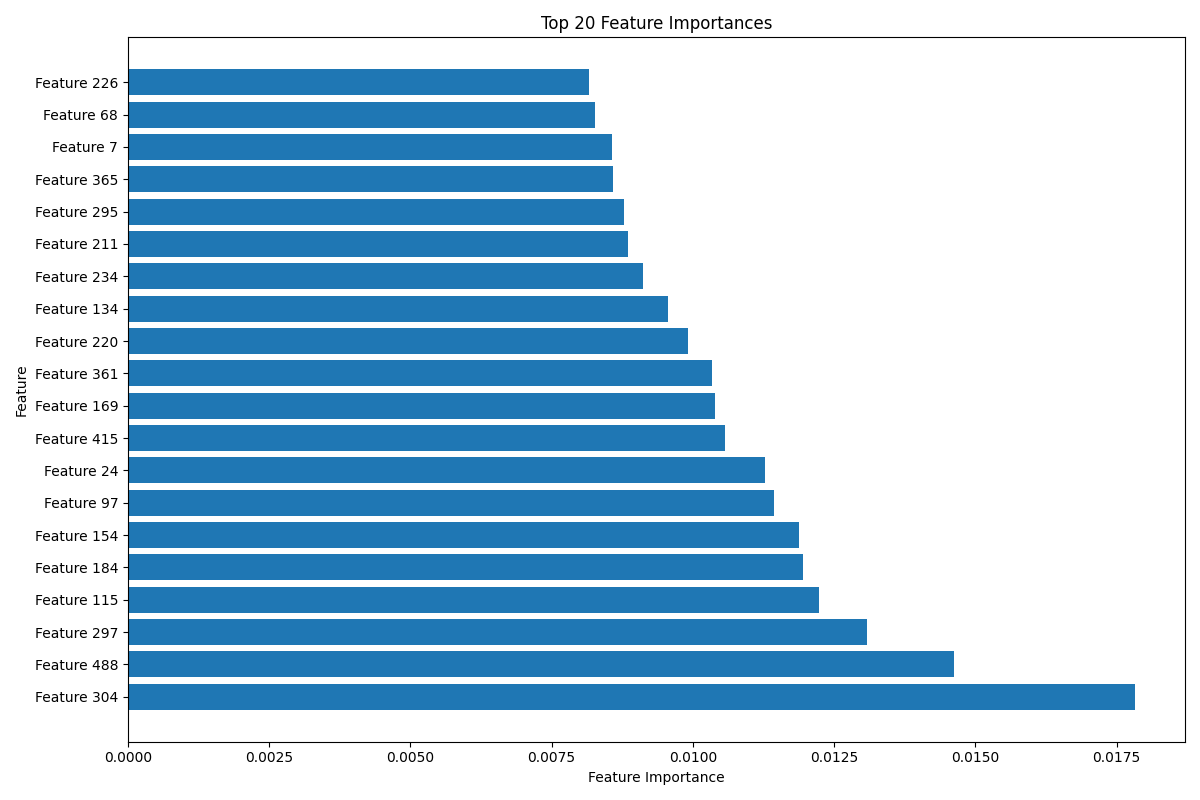 Top 20 Feature Importances
Feature
Feature 226
Feature 68
Feature 7
Feature 365
Feature 295
Feature 211
Feature 234
Feature 134
Feature 220
Feature 361
Feature 169
Feature 415
Feature 24
Feature 97
Feature 154
Feature 184
Feature 115
Feature 297
Feature 488
Feature 304
0.0000 0.0025 0.0050 0.0075 0.0100 0.0125 0.0150 0.0175
Feature Importance